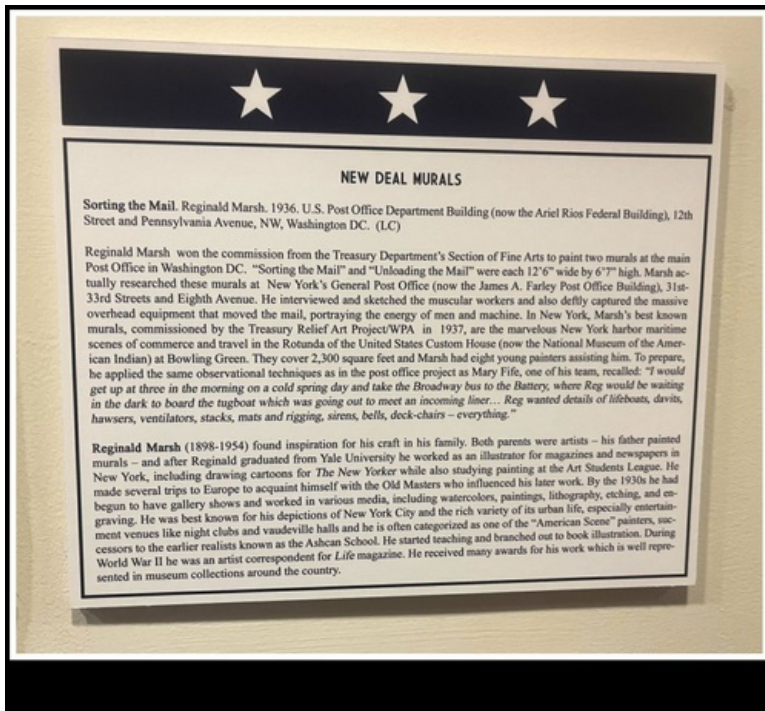 NEW DEAL MURALS
Sorting the Mail. Reginald Marsh. 1936. U.S. Post Office Department Building (now the Ariel Rios Federal Building), 12th
Street and Pennsylvania Avenue, NW, Washington DC. (LC)
Reginald Marsh won the commission from the Treasury Department's Section of Fine Arts to paint two murals at the main
Post Office in Washington DC. "Sorting the Mail" and "Unloading the Mail" were each 12'6" wide by 6'7" high. Marsh ac-
tually researched these murals at New York's General Post Office (now the James A. Farley Post Office Building), 31st-
33rd Streets and Eighth Avenue. He interviewed and sketched the muscular workers and also deftly captured the massive
overhead equipment that moved the mail, portraying the energy of men and machine. In New York, Marsh's best known
murals, commissioned by the Treasury Relief Art Project/WPA in 1937, are the marvelous New York harbor maritime
scenes of commerce and travel in the Rotunda of the United States Custom House (now the National Museum of the Amer-
ican Indian) at Bowling Green. They cover 2,300 square feet and Marsh had eight young painters assisting him. To prepare,
he applied the same observational techniques as in the post office project as Mary Fife, one of his team, recalled: "I would
get up at three in the morning on a cold spring day and take the Broadway bus to the Battery, where Reg would be waiting
in the dark to board the tugboat which was going out to meet an incoming liner... Reg wanted details of lifeboats, davits,
hawsers, ventilators, stacks, mats and rigging, sirens, bells, deck-chairs – everything."
Reginald Marsh (1898-1954) found inspiration for his craft in his family. Both parents were artists – his father painted
murals – and after Reginald graduated from Yale University he worked as an illustrator for magazines and newspapers in
New York, including drawing cartoons for The New Yorker while also studying painting at the Art Students League. He
made several trips to Europe to acquaint himself with the Old Masters who influenced his later work. By the 1930s he had
begun to have gallery shows and worked in various media, including watercolors, paintings, lithography, etching, and en-
graving. He was best known for his depictions of New York City and the rich variety of its urban life, especially entertain-
ment venues like night clubs and vaudeville halls and he is often categorized as one of the "American Scene" painters, suc-
cessors to the earlier realists known as the Ashcan School. He started teaching and branched out to book illustration. During
World War II he was an artist correspondent for Life magazine. He received many awards for his work which is well repre-
sented in museum collections around the country.